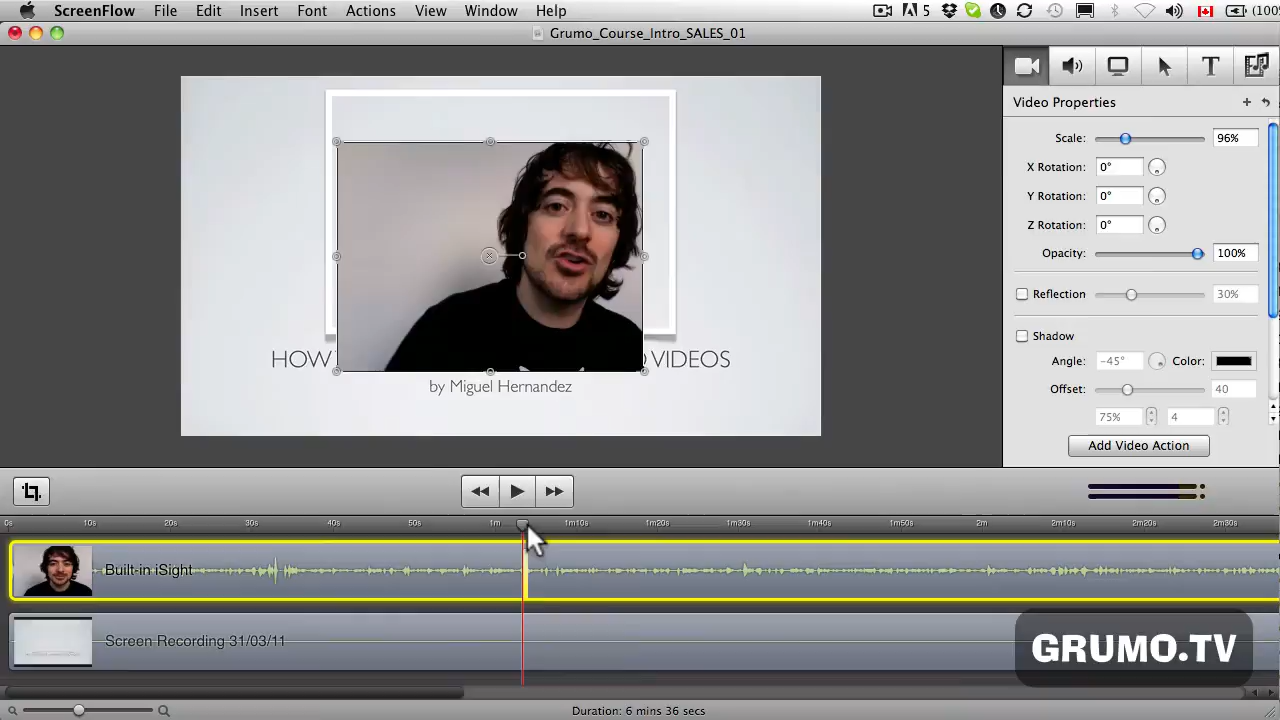 ScreenFlow File Edit Insert Font Actions View Window Help 5 (100
Grumo_Course_Intro_SALES_01
Video Properties
Scale: 96%
X Rotation: 0°
Y Rotation: 0°
Z Rotation: 0°
Opacity: 100%
Reflection 30%
Shadow
Angle: -45° Color:
Offset: 40
75% 4
Add Video Action
HOW VIDEOS
by Miguel Hernandez
0s 10s 20s 30s 40s 50s 1m 1m10s 1m20s 1m30s 1m40s 1m50s 2m 2m10s 2m20s 2m30s
Built-in iSight
Screen Recording 31/03/11
GRUMO.TV
Duration: 6 mins 36 secs